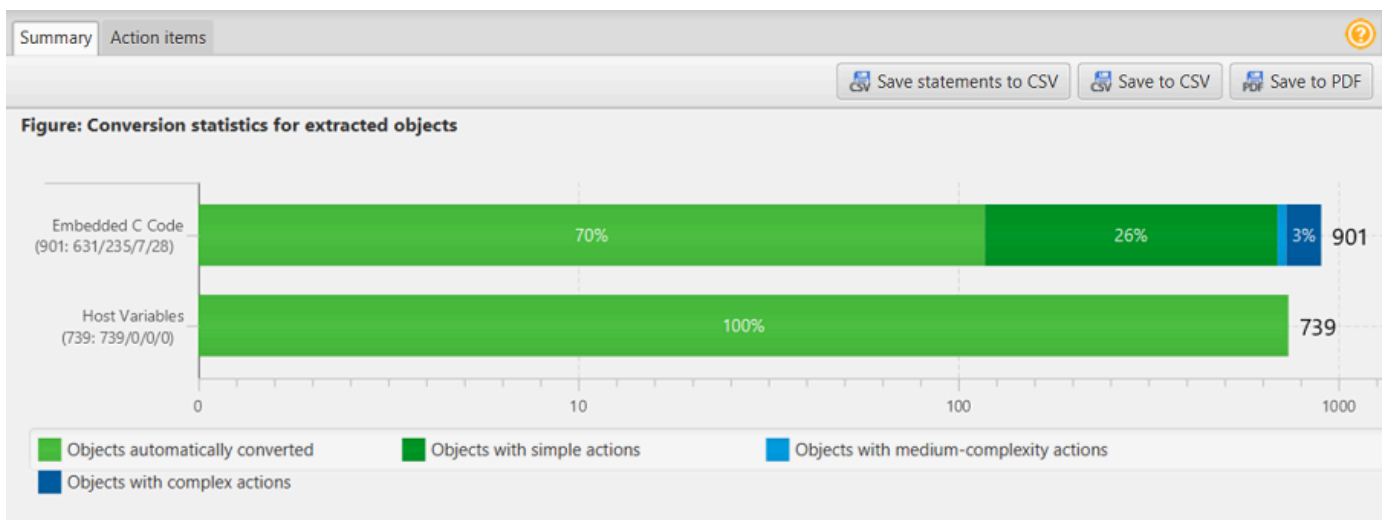 Summary
Action items
?
CSV Save statements to CSV
CSV Save to CSV
PDF Save to PDF
Figure: Conversion statistics for extracted objects
Embedded C Code
(901: 631/235/7/28)
70%
26%
3%
901
Host Variables
(739: 739/0/0/0)
100%
739
0
10
100
1000
Objects automatically converted
Objects with simple actions
Objects with medium-complexity actions
Objects with complex actions